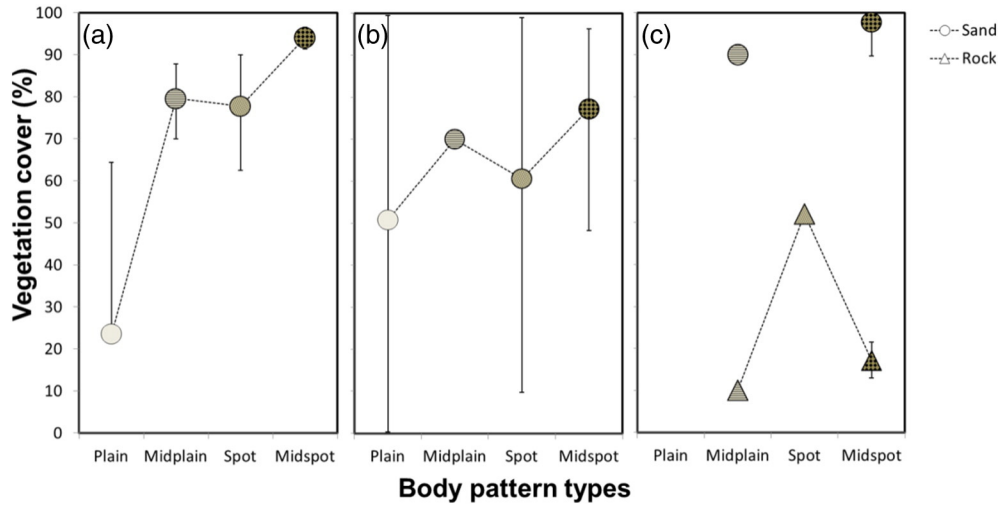 (a) (b) (c)
Sand
Rock
Vegetation cover (%)
100
90
80
70
60
50
40
30
20
10
0
Plain Midplain Spot Midspot Plain Midplain Spot Midspot Plain Midplain Spot Midspot
Body pattern types